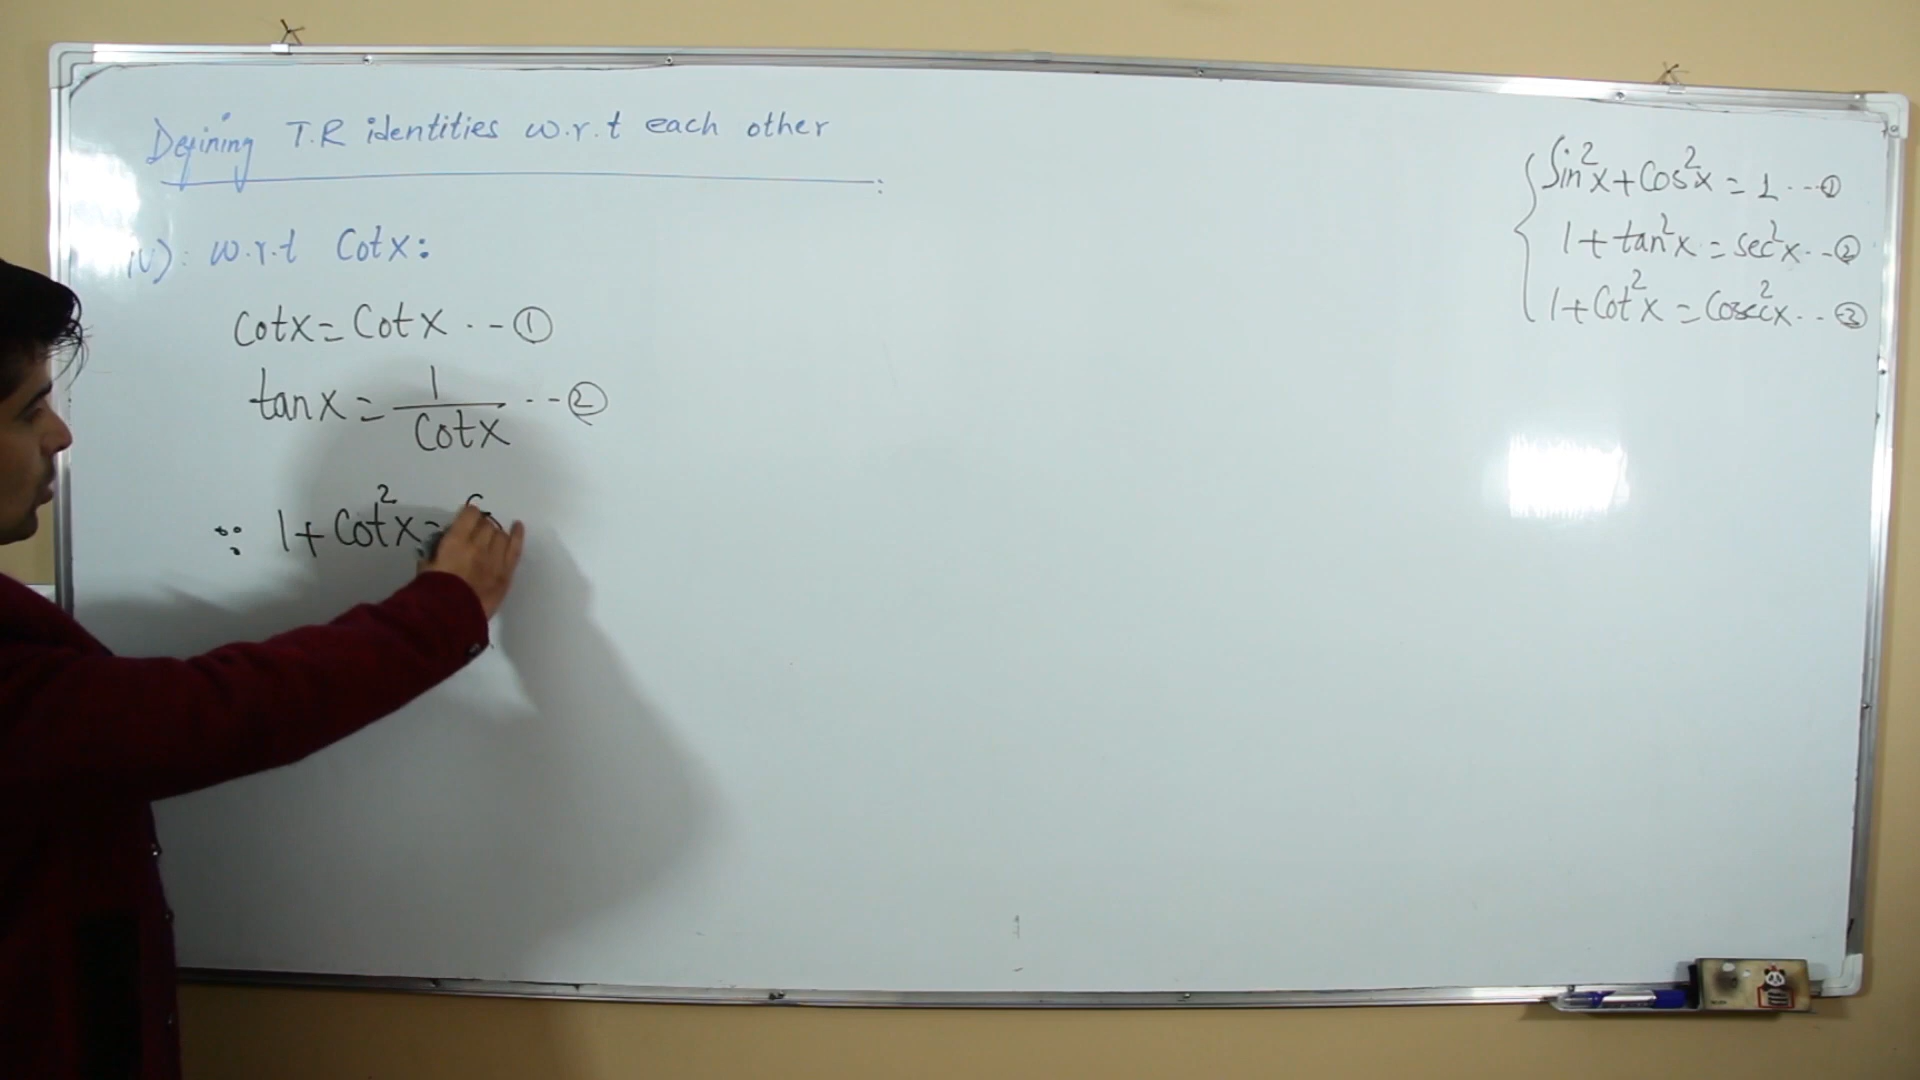 Defining T.R identities w.r.t each other :
iv): w.r.t Cotx:
Cotx = Cotx ---①
tanx = 1/Cotx ---②
∵ 1 + Cot²x =
Sin²x + Cos²x = 1 ---①
1 + tan²x = sec²x ---②
1 + Cot²x = Cosec²x ---③